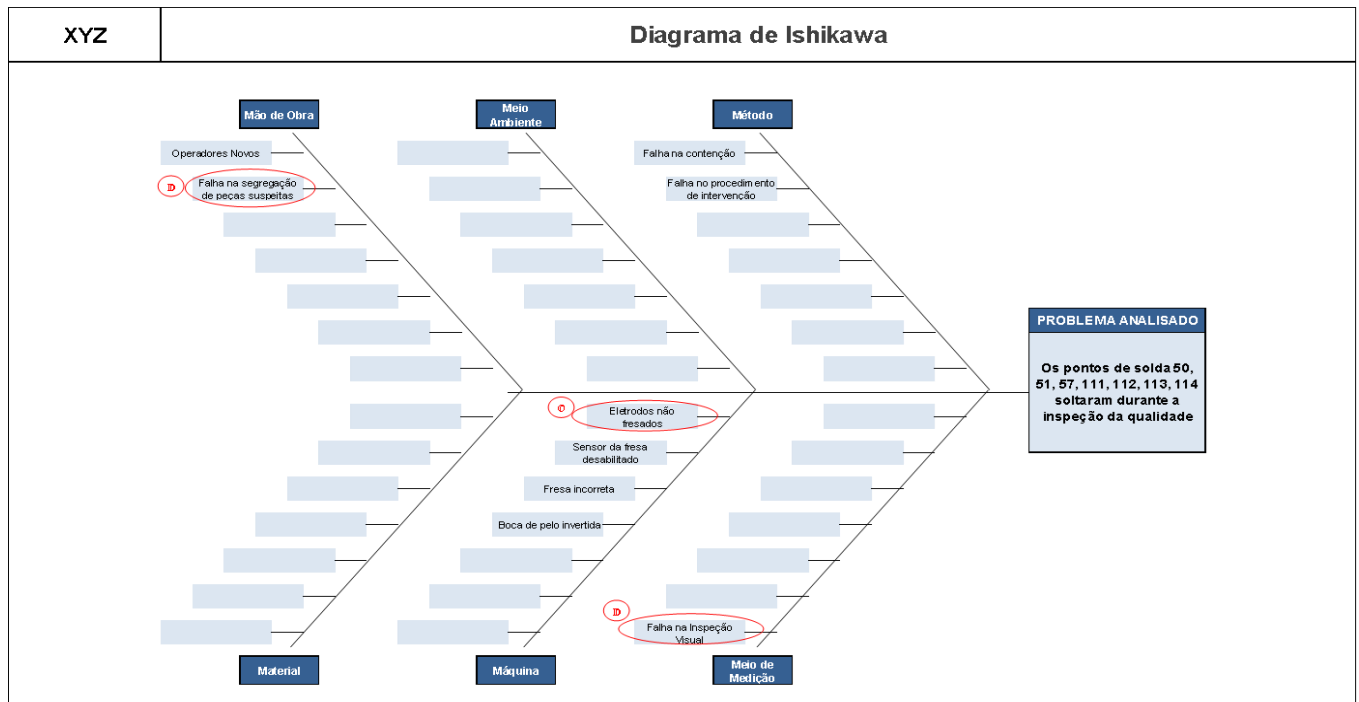 XYZ
Diagrama de Ishikawa
Mão de Obra
Meio
Ambiente
Método
Operadores Novos
Falha na contenção
D
Falha na segregação
de peças suspeitas
Falha no procedimento
de intervenção
PROBLEMA ANALISADO
Os pontos de solda 50,
51, 57, 111, 112, 113, 114
soltaram durante a
inspeção da qualidade
O
Eletrodos não
fresados
Sensor da fresa
desabilitado
Fresa incorreta
Boca de pelo invertida
D
Falha na Inspeção
Visual
Material
Máquina
Meio de
Medição